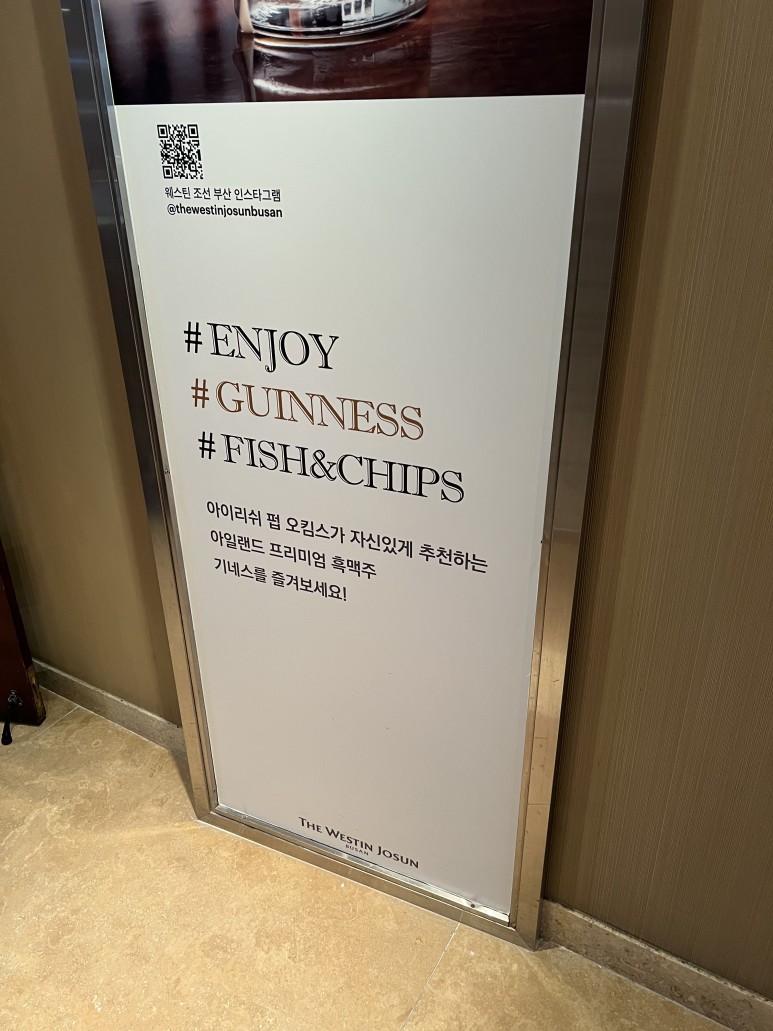 웨스틴 조선 부산 인스타그램
@thewestinjosunbusan
#ENJOY
#GUINNESS
#FISH&CHIPS
아이리쉬 펍 오킴스가 자신있게 추천하는
아일랜드 프리미엄 흑맥주
기네스를 즐겨보세요!
THE WESTIN JOSUN
BUSAN